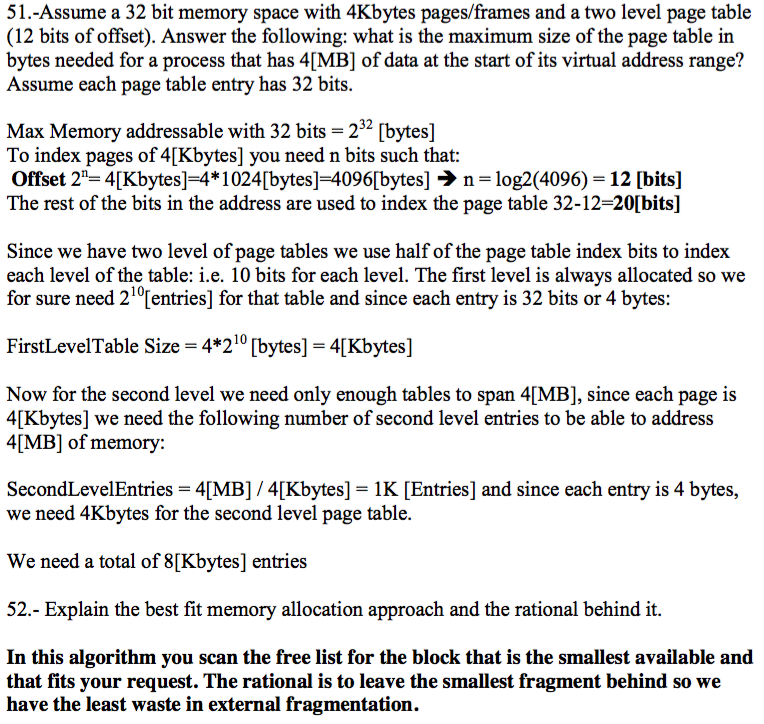 51.-Assume a 32 bit memory space with 4Kbytes pages/frames and a two level page table
(12 bits of offset). Answer the following: what is the maximum size of the page table in
bytes needed for a process that has 4[MB] of data at the start of its virtual address range?
Assume each page table entry has 32 bits.
Max Memory addressable with 32 bits = 2³² [bytes]
To index pages of 4[Kbytes] you need n bits such that:
Offset 2ⁿ= 4[Kbytes]=4*1024[bytes]=4096[bytes] ➔ n = log2(4096) = 12 [bits]
The rest of the bits in the address are used to index the page table 32-12=20[bits]
Since we have two level of page tables we use half of the page table index bits to index
each level of the table: i.e. 10 bits for each level. The first level is always allocated so we
for sure need 2¹⁰[entries] for that table and since each entry is 32 bits or 4 bytes:
FirstLevelTable Size = 4*2¹⁰ [bytes] = 4[Kbytes]
Now for the second level we need only enough tables to span 4[MB], since each page is
4[Kbytes] we need the following number of second level entries to be able to address
4[MB] of memory:
SecondLevelEntries = 4[MB] / 4[Kbytes] = 1K [Entries] and since each entry is 4 bytes,
we need 4Kbytes for the second level page table.
We need a total of 8[Kbytes] entries
52.- Explain the best fit memory allocation approach and the rational behind it.
In this algorithm you scan the free list for the block that is the smallest available and
that fits your request. The rational is to leave the smallest fragment behind so we
have the least waste in external fragmentation.